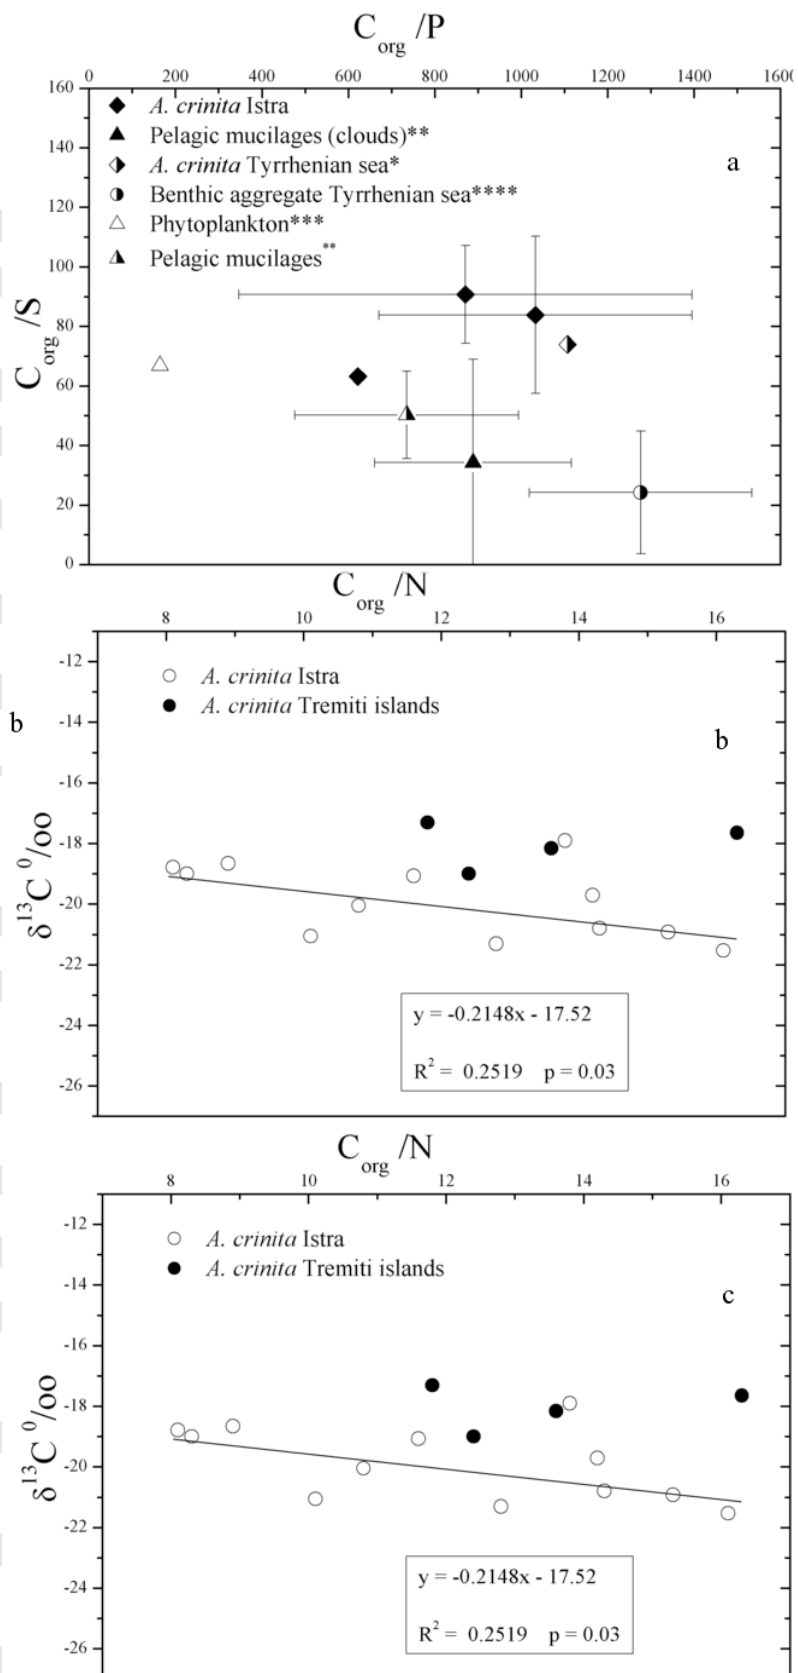 C org /P
0 200 400 600 800 1000 1200 1400 1600
160
140
120
100
80
60
40
20
0
C org /S
A. crinita Istra
Pelagic mucilages (clouds)**
A. crinita Tyrrhenian sea*
Benthic aggregate Tyrrhenian sea****
Phytoplankton***
Pelagic mucilages**
a
C org /N
8 10 12 14 16
-12
-14
-16
-18
-20
-22
-24
-26
b
δ13C 0/oo
A. crinita Istra
A. crinita Tremiti islands
b
y = -0.2148x - 17.52
R2 = 0.2519 p = 0.03
C org /N
8 10 12 14 16
-12
-14
-16
-18
-20
-22
-24
-26
δ13C 0/oo
A. crinita Istra
A. crinita Tremiti islands
c
y = -0.2148x - 17.52
R2 = 0.2519 p = 0.03